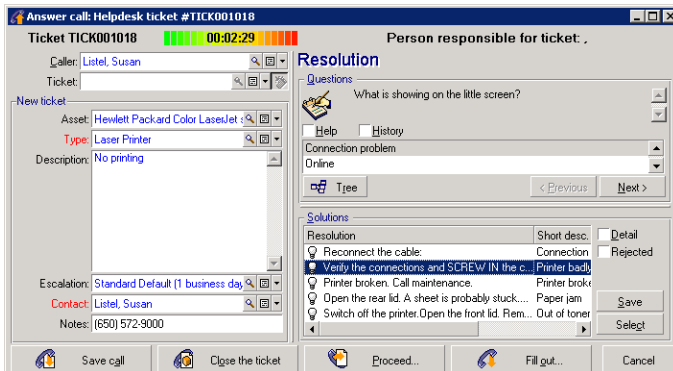 Answer call: Helpdesk ticket #TICK001018
Ticket TICK001018 00:02:29 Person responsible for ticket: ,
Caller: Listel, Susan
Ticket:
New ticket
Asset: Hewlett Packard Color LaserJet
Type: Laser Printer
Description: No printing
Escalation: Standard Default (1 business day
Contact: Listel, Susan
Notes: (650) 572-9000
Resolution
Questions
What is showing on the little screen?
Help History
Connection problem
Online
Tree < Previous Next >
Solutions
Resolution Short desc. Detail
Reconnect the cable: Connection Rejected
Verify the connections and SCREW IN the c... Printer badly
Printer broken. Call maintenance. Printer broke
Open the rear lid. A sheet is probably stuck.... Paper jam
Switch off the printer.Open the front lid. Rem... Out of toner
Save
Select
Save call Close the ticket Proceed... Fill out... Cancel